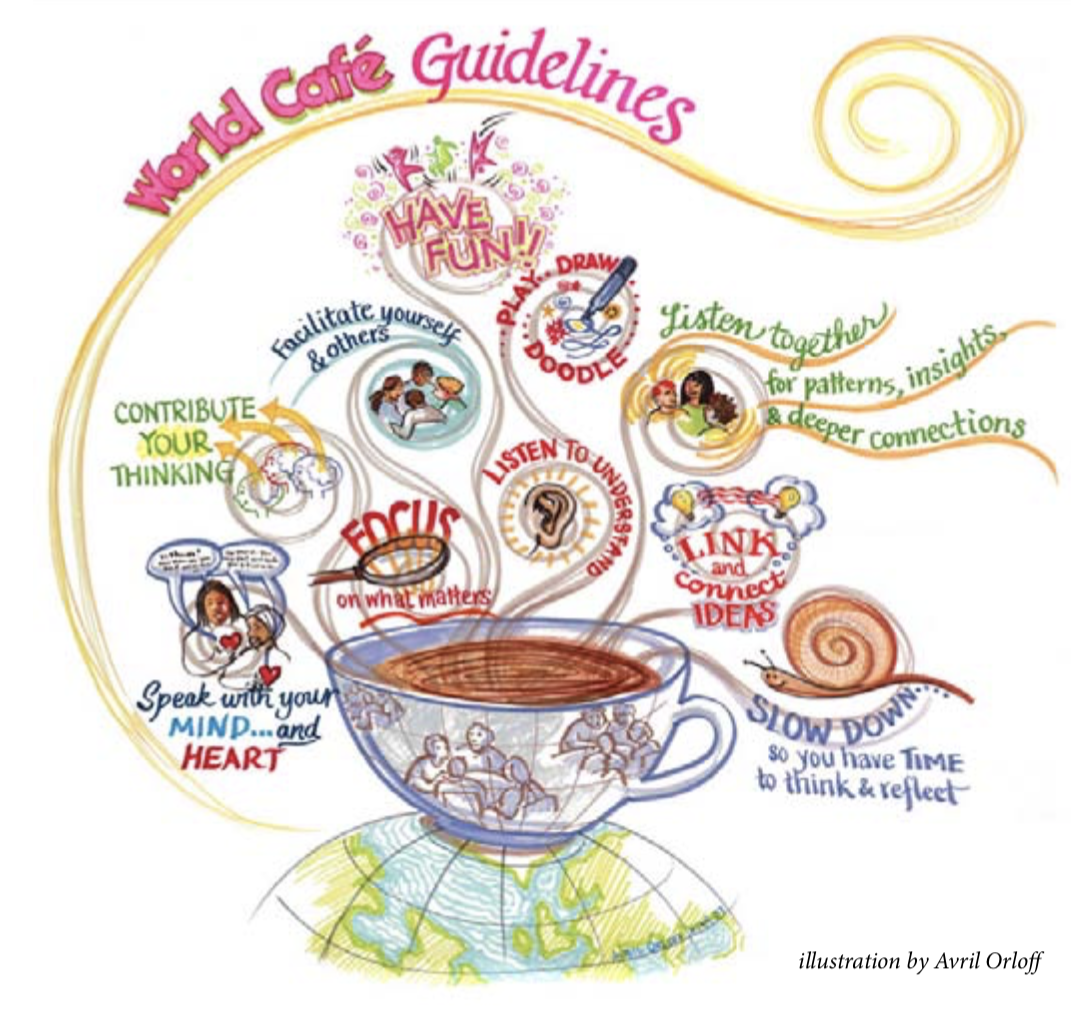 World Café Guidelines
HAVE
FUN!!
PLAY.. DRAW
DOODLE
Facilitate yourself
& others
Listen together
for patterns, insights,
& deeper connections
CONTRIBUTE
YOUR
THINKING
LISTEN TO UNDERSTAND
FOCUS
on what matters
LINK
and
connect
IDEAS
Speak with your
MIND...and
HEART
SLOW DOWN....
so you have TIME
to think & reflect
illustration by Avril Orloff